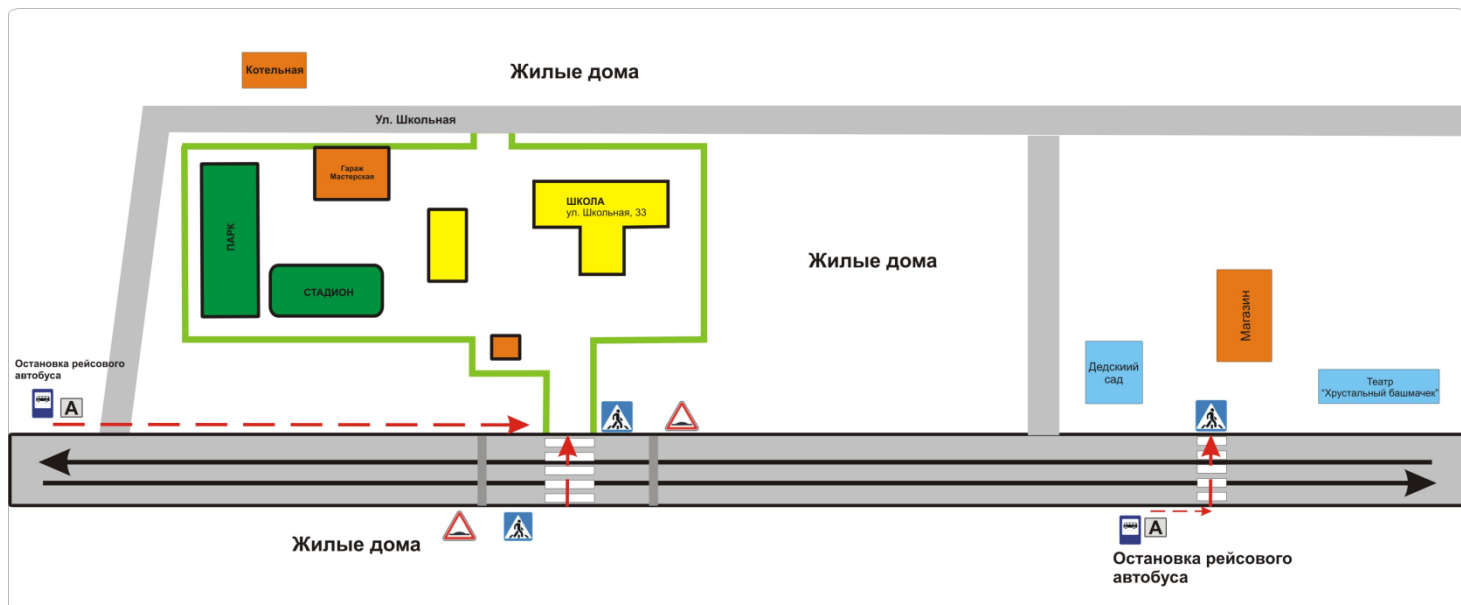 Котельная
Жилые дома
Ул. Школьная
Гараж
Мастерская
ШКОЛА
ул. Школьная, 33
ПАРК
СТАДИОН
Жилые дома
Магазин
Дедскиий
сад
Театр
"Хрустальный башмачек"
Остановка рейсового
автобуса
А
Жилые дома
А
Остановка рейсового
автобуса